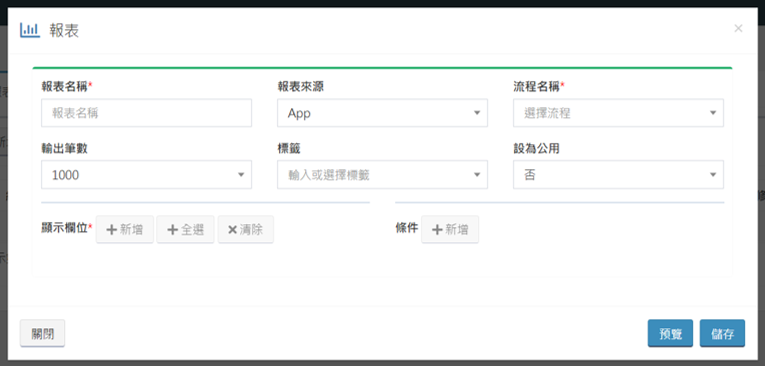 報表
報表名稱* 報表來源 流程名稱*
報表名稱 App 選擇流程
輸出筆數 標籤 設為公用
1000 輸入或選擇標籤 否
顯示欄位* 新增 全選 清除 條件 新增
關閉 預覽 儲存